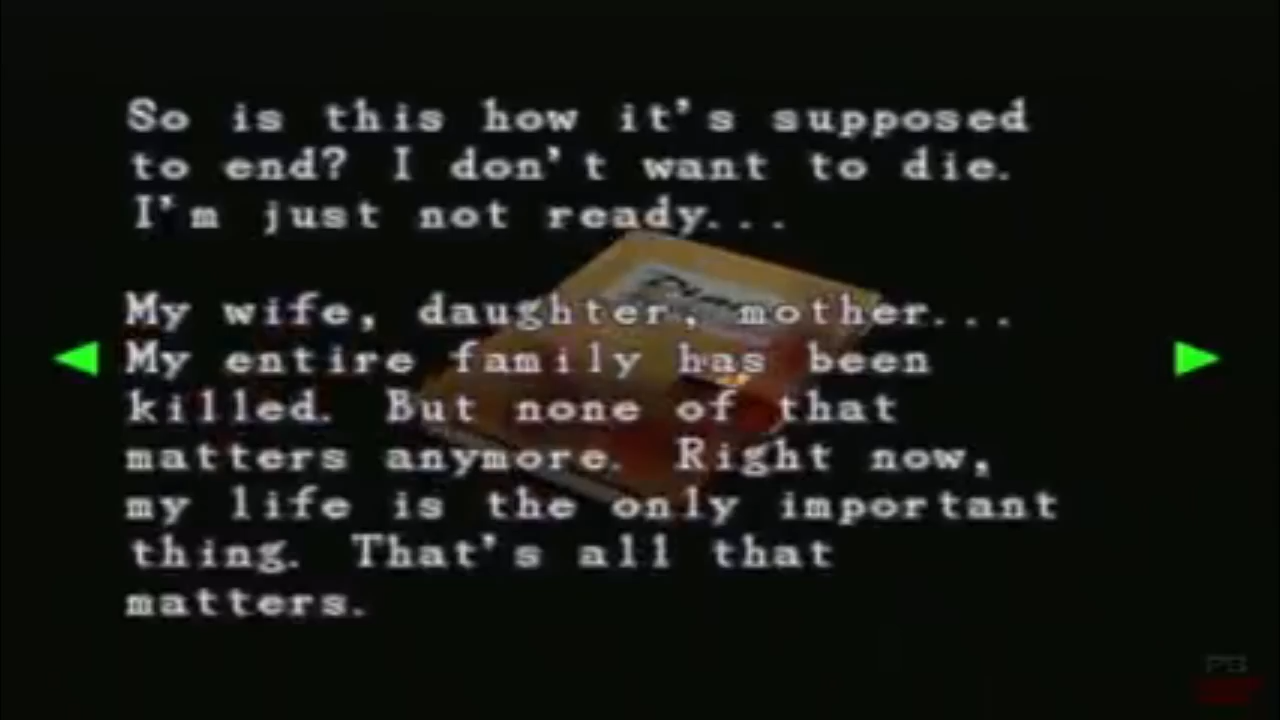 So is this how it's supposed
to end? I don't want to die.
I'm just not ready...
My wife, daughter, mother...
My entire family has been
killed. But none of that
matters anymore. Right now,
my life is the only important
thing. That's all that
matters.